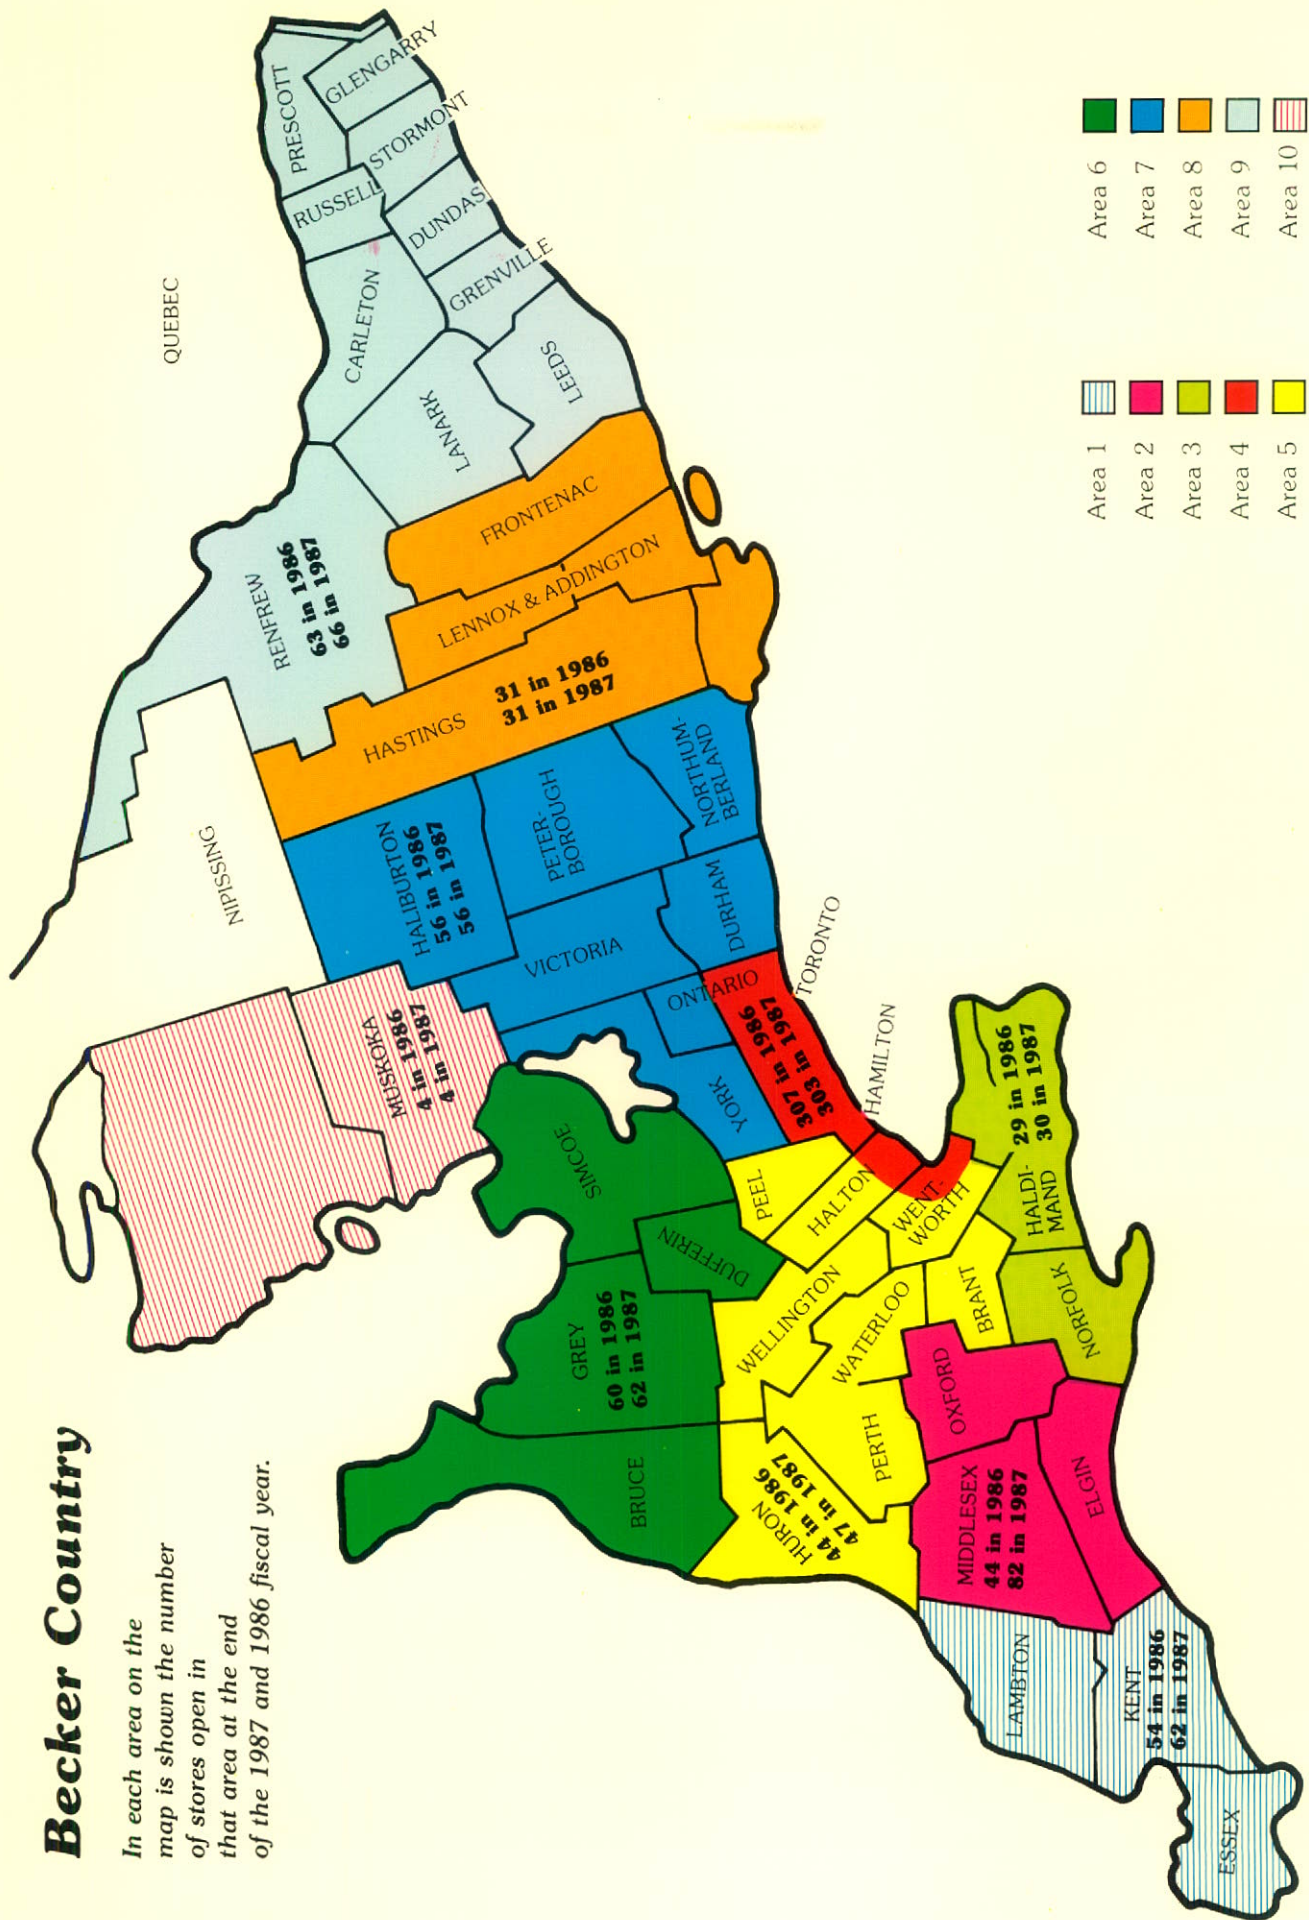 Becker Country
In each area on the
map is shown the number
of stores open in
that area at the end
of the 1987 and 1986 fiscal year.
QUEBEC
PRESCOTT
GLENGARRY
RUSSELL
STORMONT
CARLETON
DUNDAS
GRENVILLE
LANARK
LEEDS
RENFREW
63 in 1986
66 in 1987
FRONTENAC
LENNOX & ADDINGTON
HASTINGS
31 in 1986
31 in 1987
NIPISSING
HALIBURTON
56 in 1986
56 in 1987
PETER-
BOROUGH
NORTHUM-
BERLAND
VICTORIA
DURHAM
ONTARIO
YORK
MUSKOKA
4 in 1986
4 in 1987
307 in 1986
303 in 1987
TORONTO
HAMILTON
SIMCOE
DUFFERIN
GREY
60 in 1986
62 in 1987
BRUCE
PEEL
HALTON
WENT-
WORTH
WELLINGTON
WATERLOO
BRANT
PERTH
HURON
44 in 1986
47 in 1987
29 in 1986
30 in 1987
HALDI-
MAND
NORFOLK
OXFORD
MIDDLESEX
44 in 1986
82 in 1987
ELGIN
LAMBTON
KENT
54 in 1986
62 in 1987
ESSEX
Area 1
Area 2
Area 3
Area 4
Area 5
Area 6
Area 7
Area 8
Area 9
Area 10